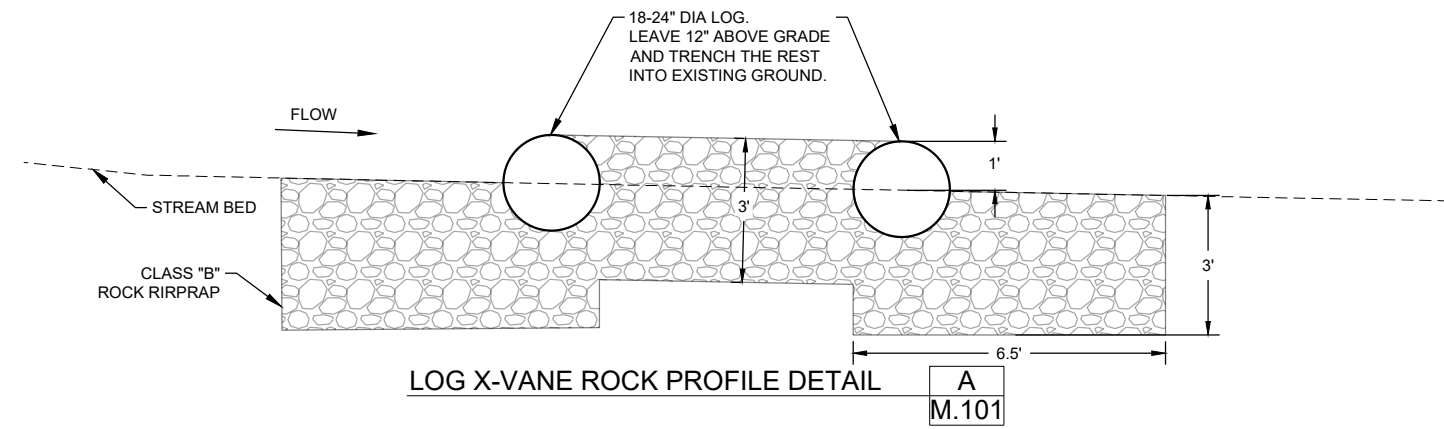 18-24" DIA LOG.
LEAVE 12" ABOVE GRADE
AND TRENCH THE REST
INTO EXISTING GROUND.
FLOW
1'
STREAM BED
3'
CLASS "B"
ROCK RIRPRAP
3'
6.5'
LOG X-VANE ROCK PROFILE DETAIL
A
M.101